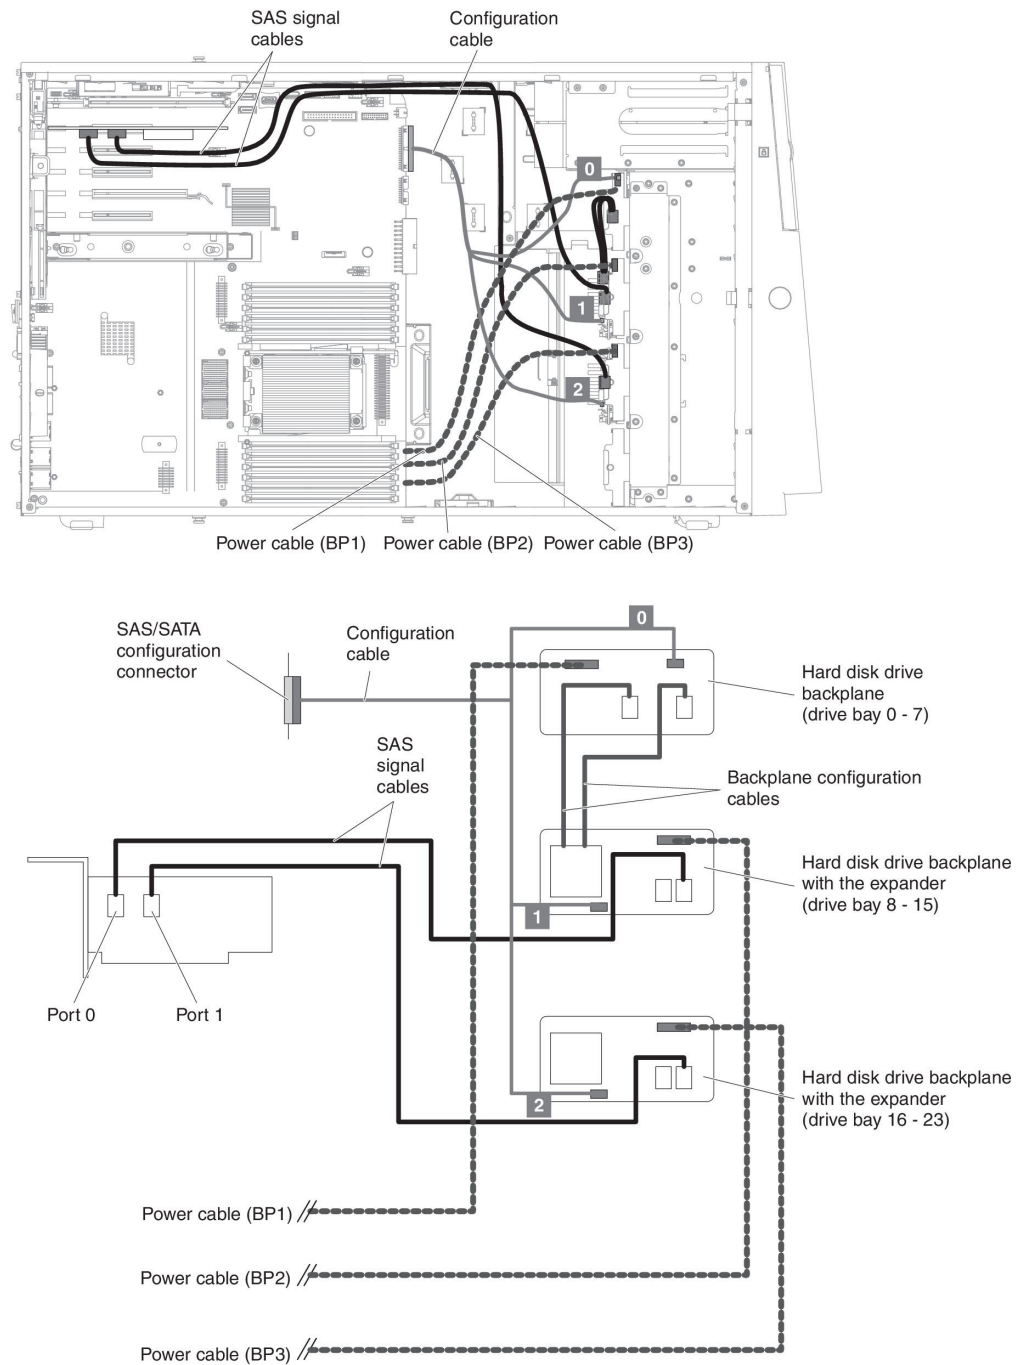 SAS signal
cables
Configuration
cable
0
1
2
Power cable (BP1)
Power cable (BP2)
Power cable (BP3)
0
SAS/SATA
configuration
connector
Configuration
cable
Hard disk drive
backplane
(drive bay 0 - 7)
SAS
signal
cables
Backplane configuration
cables
Hard disk drive backplane
with the expander
(drive bay 8 - 15)
1
Port 0
Port 1
Hard disk drive backplane
with the expander
(drive bay 16 - 23)
2
Power cable (BP1)
Power cable (BP2)
Power cable (BP3)